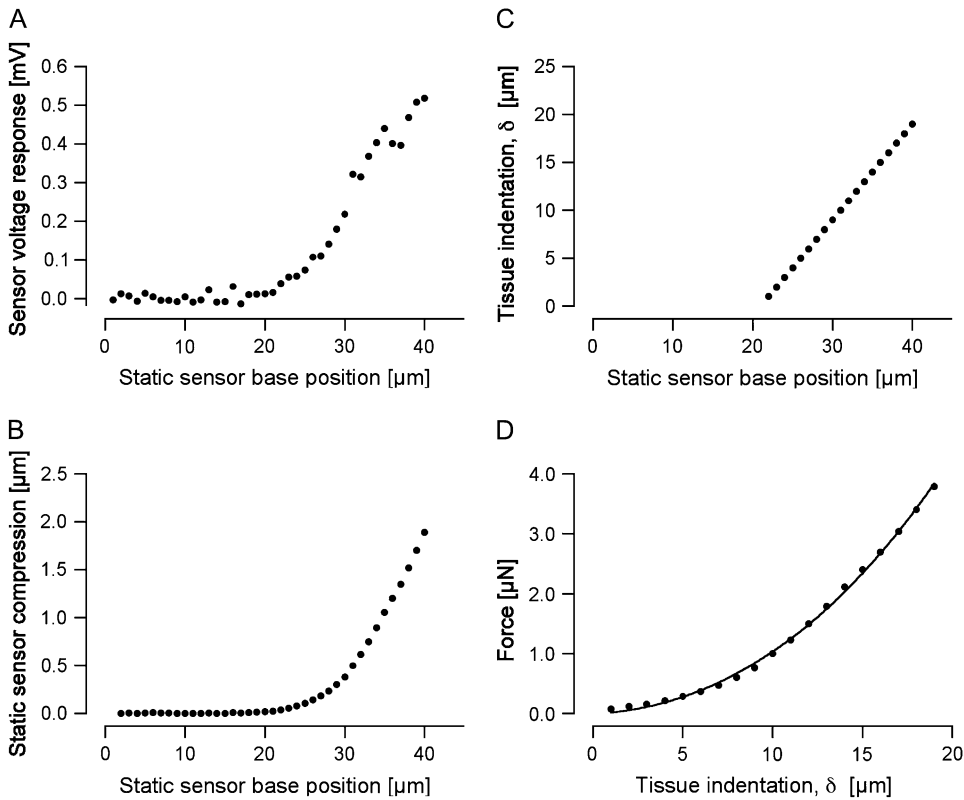 A
Sensor voltage response [mV]
0.6
0.5
0.4
0.3
0.2
0.1
0.0
0 10 20 30 40
Static sensor base position [µm]
B
Static sensor compression [µm]
2.5
2.0
1.5
1.0
0.5
0.0
0 10 20 30 40
Static sensor base position [µm]
C
Tissue indentation, δ [µm]
25
20
15
10
5
0
0 10 20 30 40
Static sensor base position [µm]
D
Force [µN]
4.0
3.0
2.0
1.0
0.0
0 5 10 15 20
Tissue indentation, δ [µm]